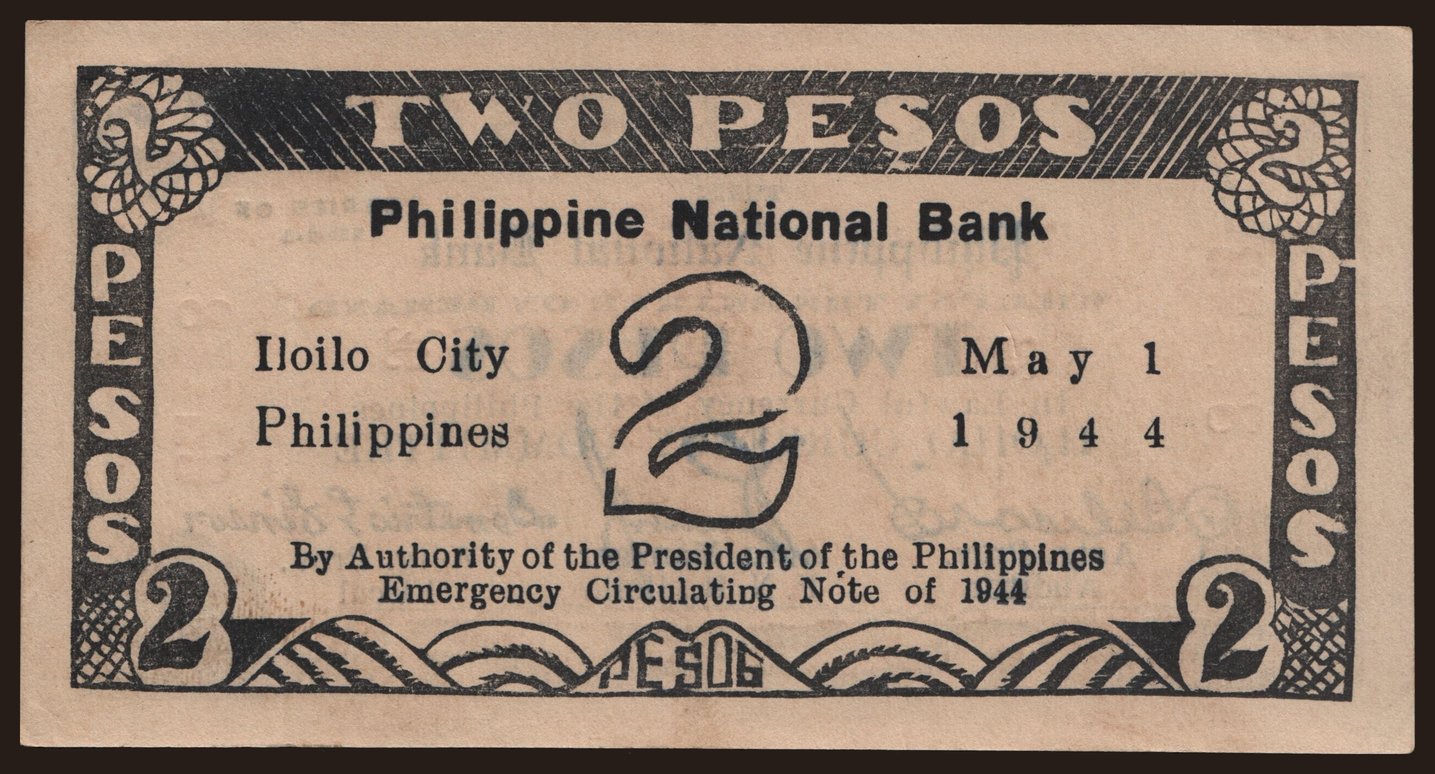 TWO PESOS
2
2
Philippine National Bank
PESOS
PESOS
2
Iloilo City
Philippines
May 1
1944
By Authority of the President of the Philippines
Emergency Circulating Note of 1944
2
PESOS
2